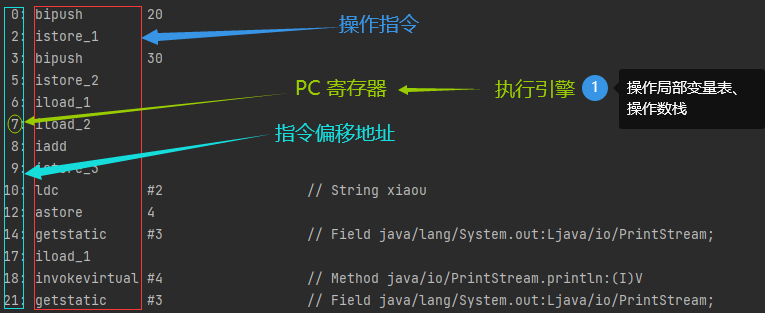 0: bipush 20
2: istore_1
操作指令
3: bipush 30
5: istore_2
6: iload_1
PC 寄存器
执行引擎
1
操作局部变量表、
操作数栈
7: iload_2
8: iadd
指令偏移地址
9: istore_3
10: ldc #2 // String xiaou
12: astore 4
14: getstatic #3 // Field java/lang/System.out:Ljava/io/PrintStream;
17: iload_1
18: invokevirtual #4 // Method java/io/PrintStream.println:(I)V
21: getstatic #3 // Field java/lang/System.out:Ljava/io/PrintStream;